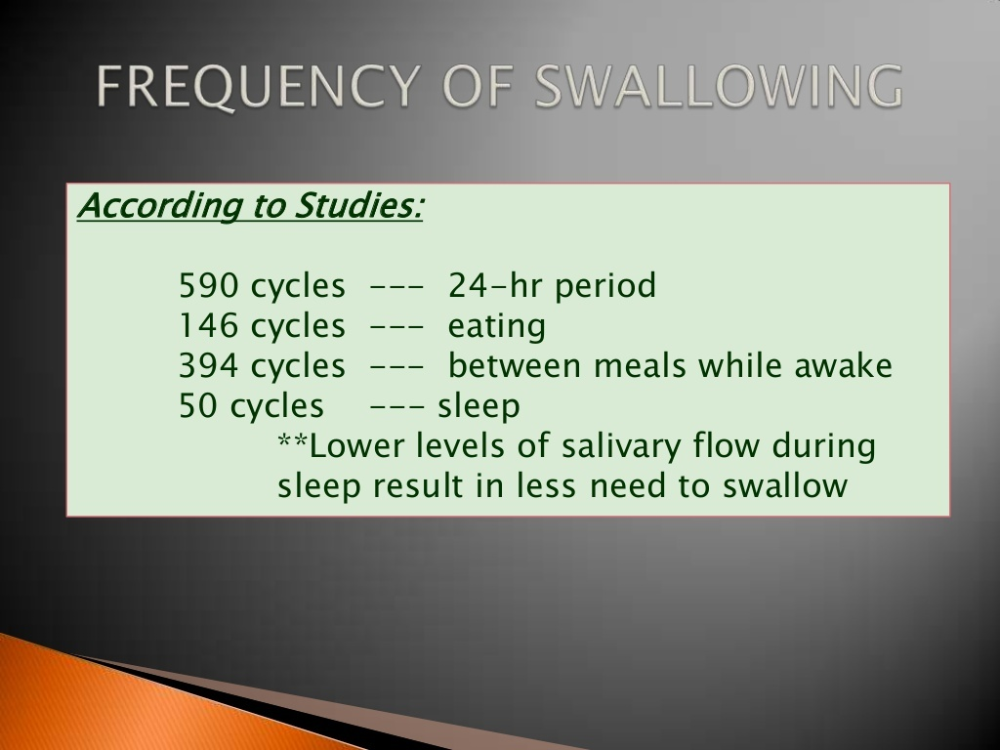 FREQUENCY OF SWALLOWING
According to Studies:
590 cycles --- 24-hr period
146 cycles --- eating
394 cycles --- between meals while awake
50 cycles --- sleep
**Lower levels of salivary flow during
sleep result in less need to swallow